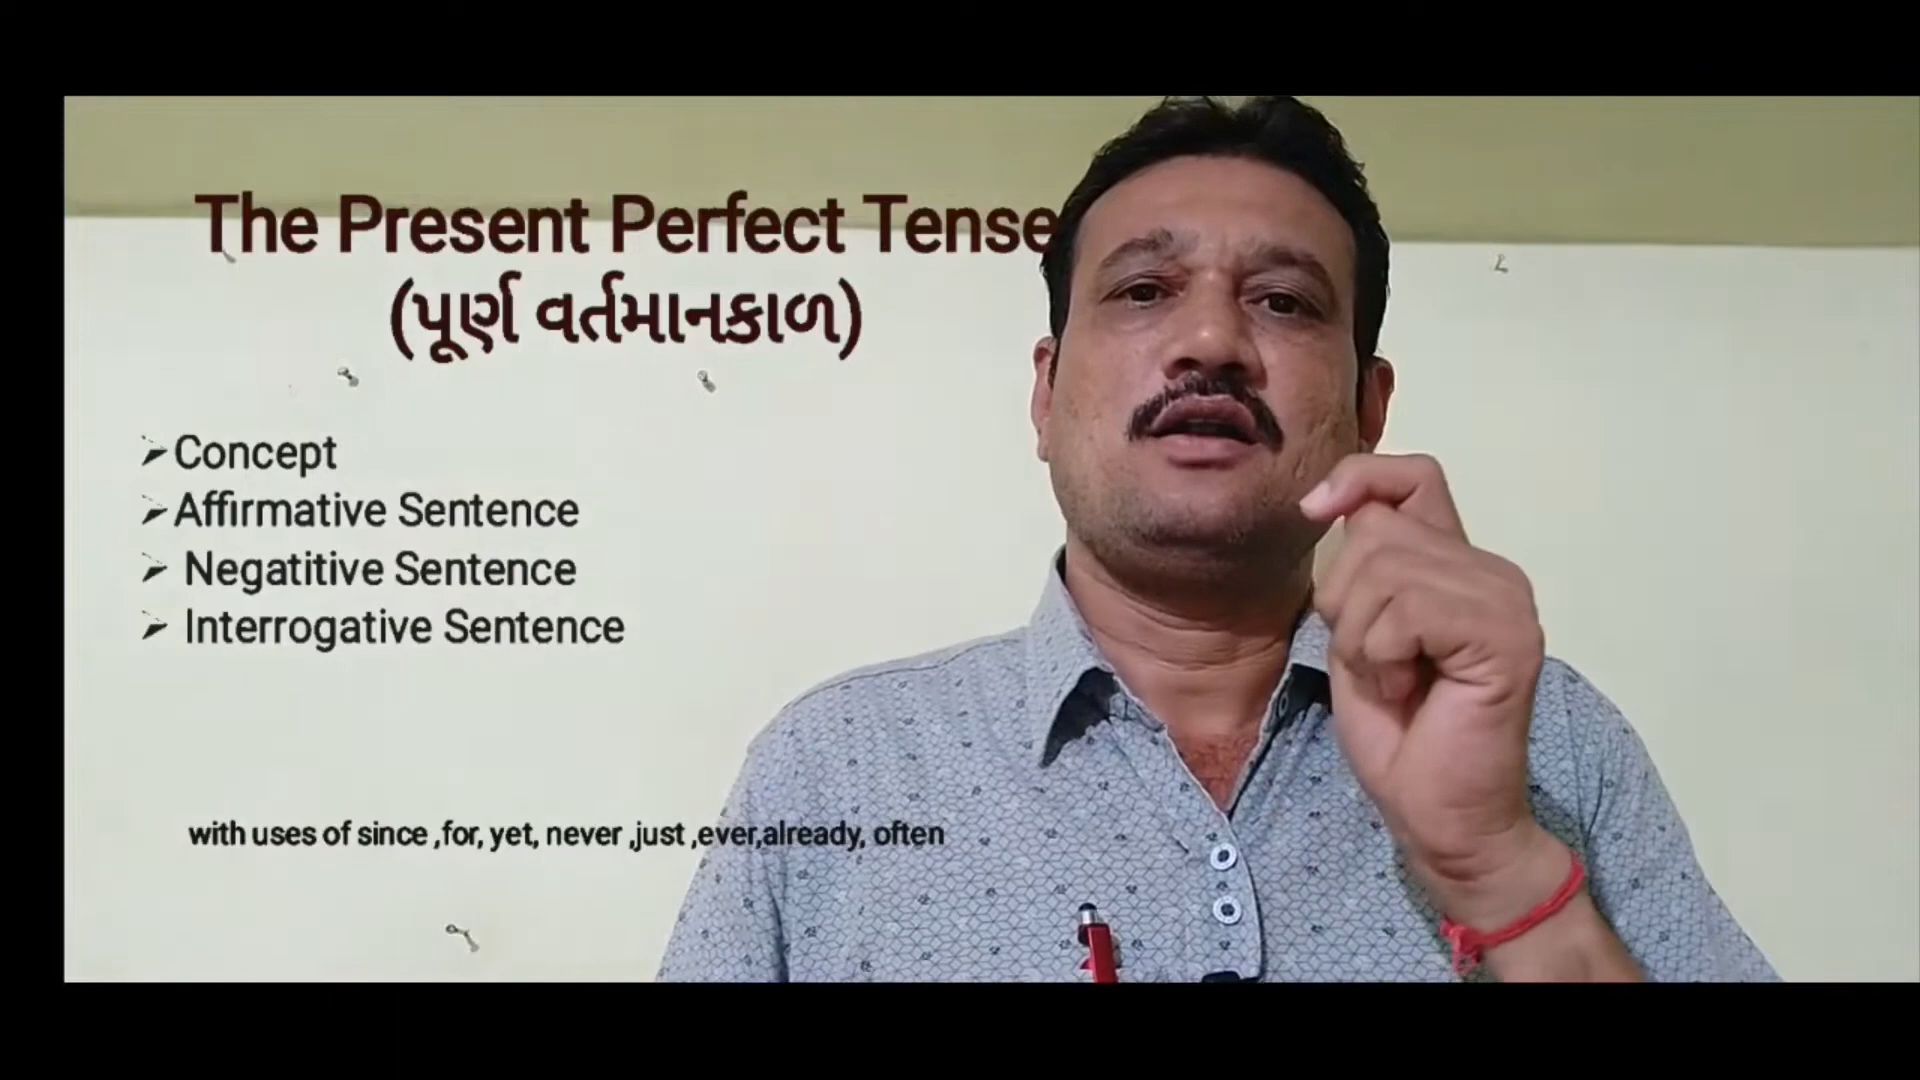 The Present Perfect Tense
(પૂર્ણ વર્તમાનકાળ)
➢Concept
➢Affirmative Sentence
➢ Negatitive Sentence
➢ Interrogative Sentence
with uses of since ,for, yet, never ,just ,ever,already, often